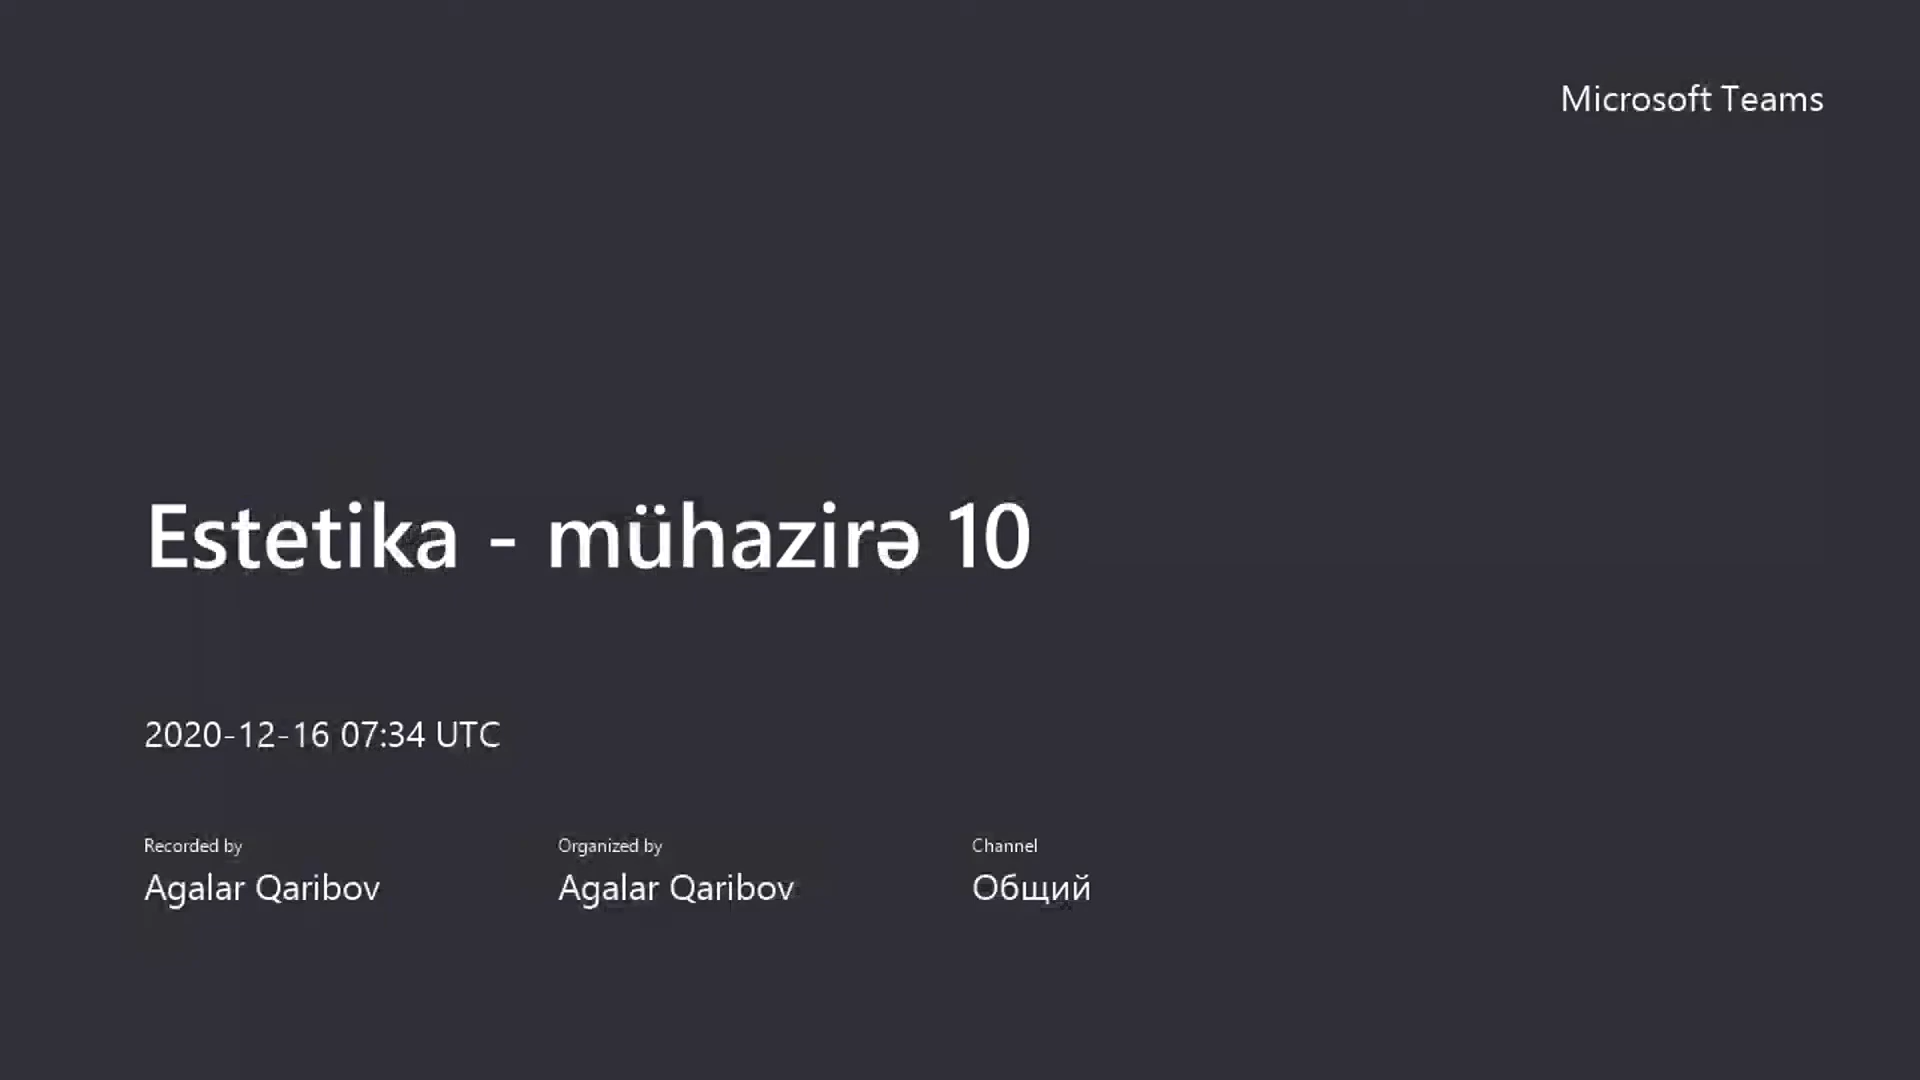 Microsoft Teams
Estetika - mühazirə 10
2020-12-16 07:34 UTC
Recorded by
Agalar Qaribov
Organized by
Agalar Qaribov
Channel
Общий